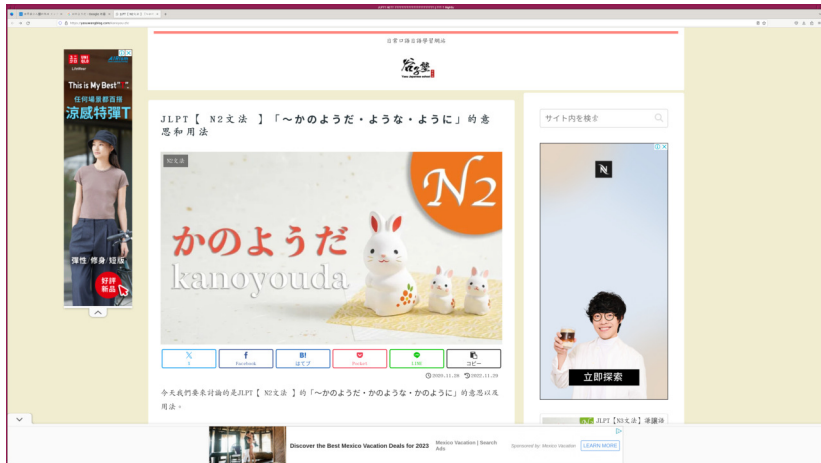 日常口語日語學習網站
This is My Best"T"
任何場景都百搭
涼感特彈T
彈性/修身/短版
好評
新品
JLPT【 N2文法 】「〜かのようだ・ような・ように」的意
思和用法
サイト内を検索
N2文法
N2
かのようだ
kanoyouda
X
Facebook
はてブ
Pocket
LINE
コピー
2020.11.20 2022.11.29
今天我們要來討論的是JLPT【 N2文法 】的「〜かのようだ・かのような・かのように」的意思以及
用法。
立即探索
Discover the Best Mexico Vacation Deals for 2023
Mexico Vacation | Search
Ads
Sponsored by: Mexico Vacation
LEARN MORE